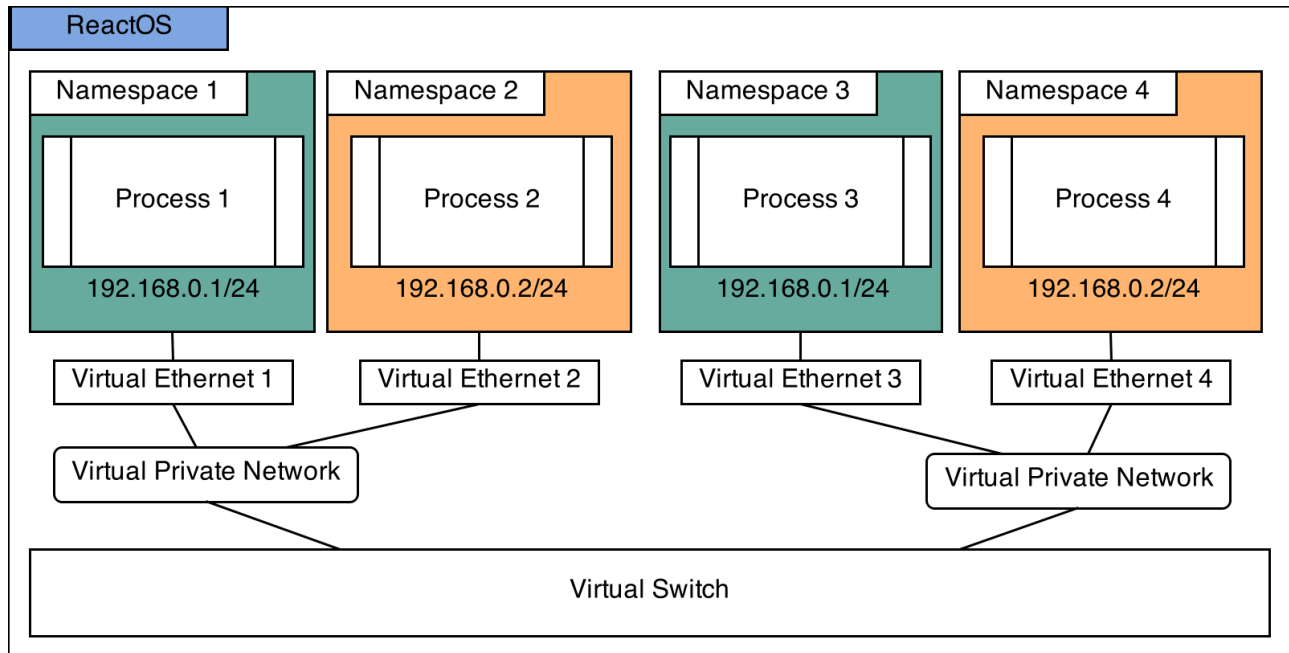 ReactOS
Namespace 1
Namespace 2
Namespace 3
Namespace 4
Process 1
Process 2
Process 3
Process 4
192.168.0.1/24
192.168.0.2/24
192.168.0.1/24
192.168.0.2/24
Virtual Ethernet 1
Virtual Ethernet 2
Virtual Ethernet 3
Virtual Ethernet 4
Virtual Private Network
Virtual Private Network
Virtual Switch